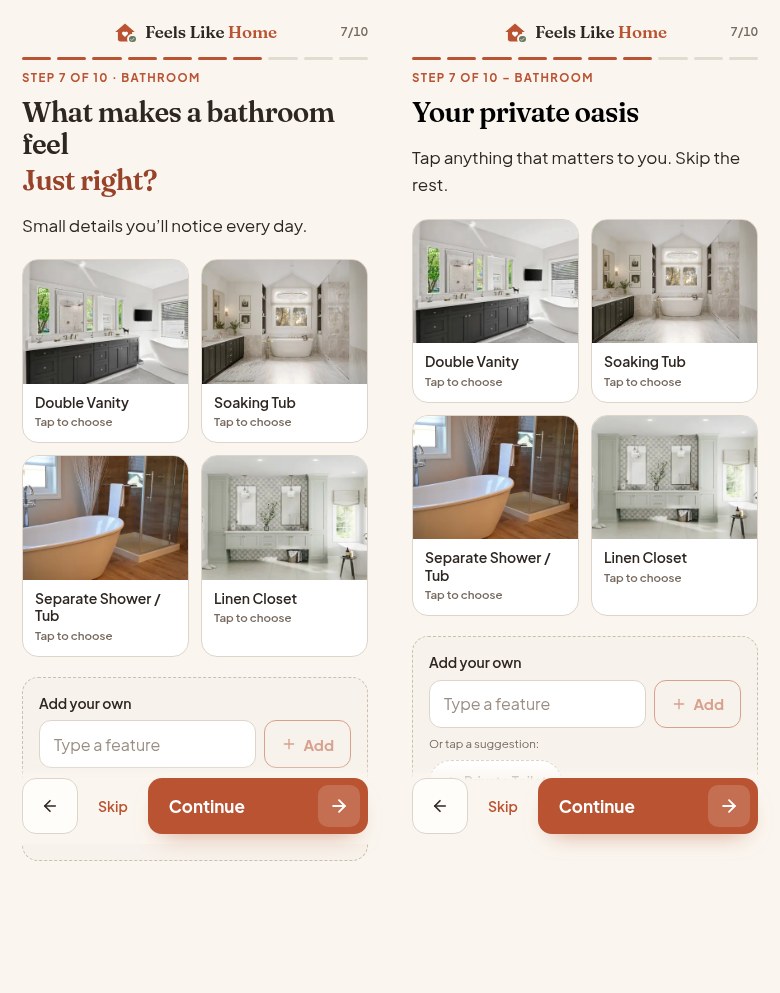 Feels Like Home
7/10
STEP 7 OF 10 · BATHROOM
What makes a bathroom
feel
Just right?
Small details you’ll notice every day.
Double Vanity
Tap to choose
Soaking Tub
Tap to choose
Separate Shower /
Tub
Tap to choose
Linen Closet
Tap to choose
Add your own
Type a feature
+ Add
Skip
Continue
Feels Like Home
7/10
STEP 7 OF 10 – BATHROOM
Your private oasis
Tap anything that matters to you. Skip the
rest.
Double Vanity
Tap to choose
Soaking Tub
Tap to choose
Separate Shower /
Tub
Tap to choose
Linen Closet
Tap to choose
Add your own
Type a feature
+ Add
Or tap a suggestion:
Skip
Continue